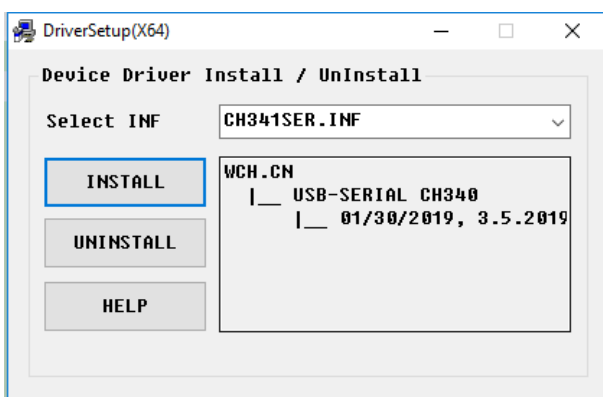 DriverSetup(X64)
Device Driver Install / UnInstall
Select INF
CH341SER.INF
INSTALL
UNINSTALL
HELP
WCH.CN
|__ USB-SERIAL CH340
|__ 01/30/2019, 3.5.2019